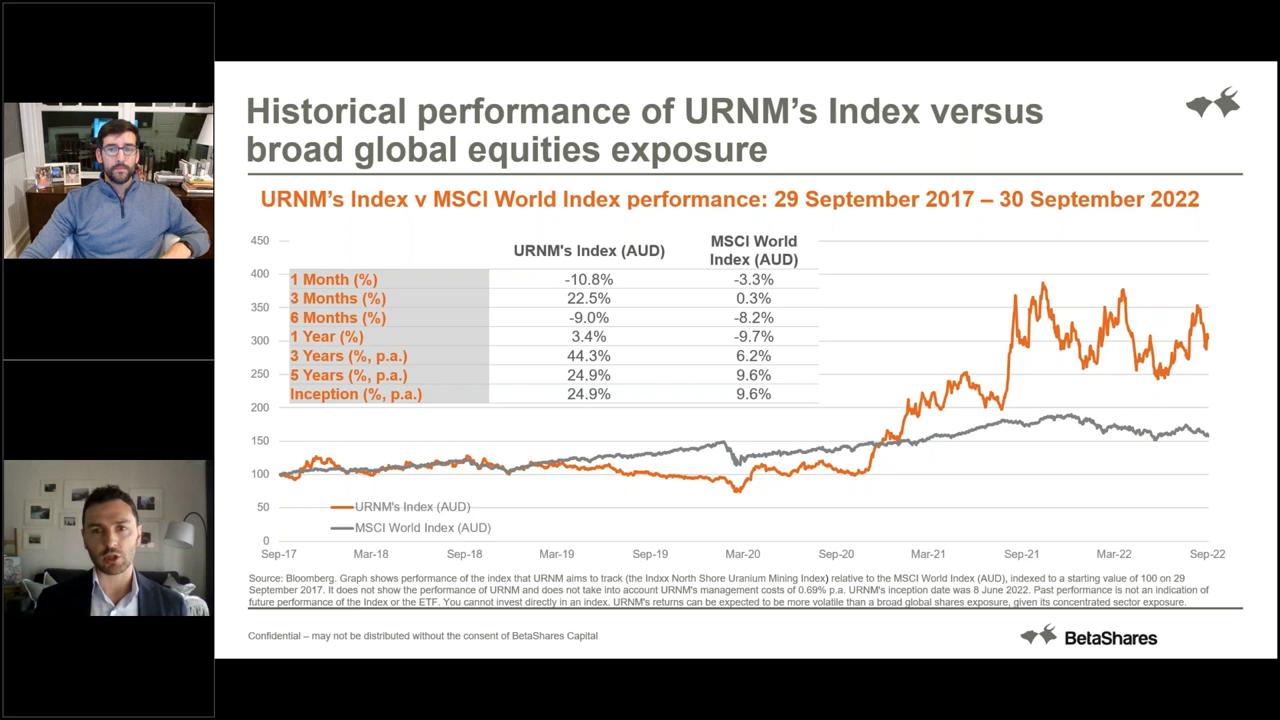 Historical performance of URNM's Index versus
broad global equities exposure
URNM's Index v MSCI World Index performance: 29 September 2017 – 30 September 2022
URNM's Index (AUD) MSCI World
Index (AUD)
1 Month (%) -10.8% -3.3%
3 Months (%) 22.5% 0.3%
6 Months (%) -9.0% -8.2%
1 Year (%) 3.4% -9.7%
3 Years (%, p.a.) 44.3% 6.2%
5 Years (%, p.a.) 24.9% 9.6%
Inception (%, p.a.) 24.9% 9.6%
450
400
350
300
250
200
150
100
50
0
URNM's Index (AUD)
MSCI World Index (AUD)
Sep-17 Mar-18 Sep-18 Mar-19 Sep-19 Mar-20 Sep-20 Mar-21 Sep-21 Mar-22 Sep-22
Source: Bloomberg. Graph shows performance of the index that URNM aims to track (the Indxx North Shore Uranium Mining Index) relative to the MSCI World Index (AUD), indexed to a starting value of 100 on 29
September 2017. It does not show the performance of URNM and does not take into account URNM's management costs of 0.69% p.a. URNM's inception date was 8 June 2022. Past performance is not an indication of
future performance of the Index or the ETF. You cannot invest directly in an index. URNM's returns can be expected to be more volatile than a broad global shares exposure, given its concentrated sector exposure.
Confidential – may not be distributed without the consent of BetaShares Capital
BetaShares